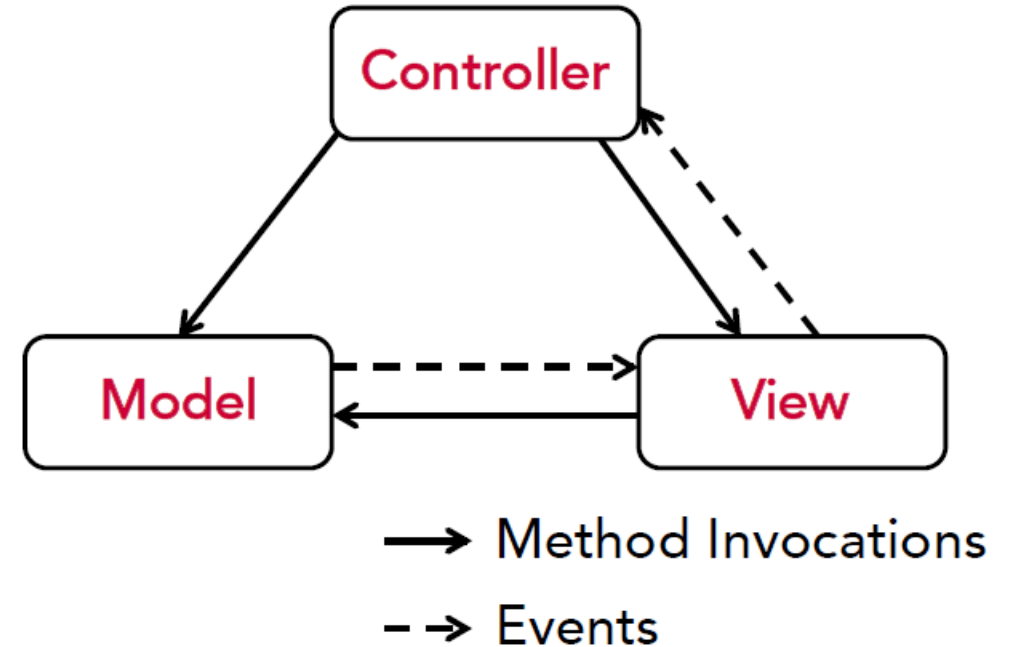 Controller
Model
View
Method Invocations
Events